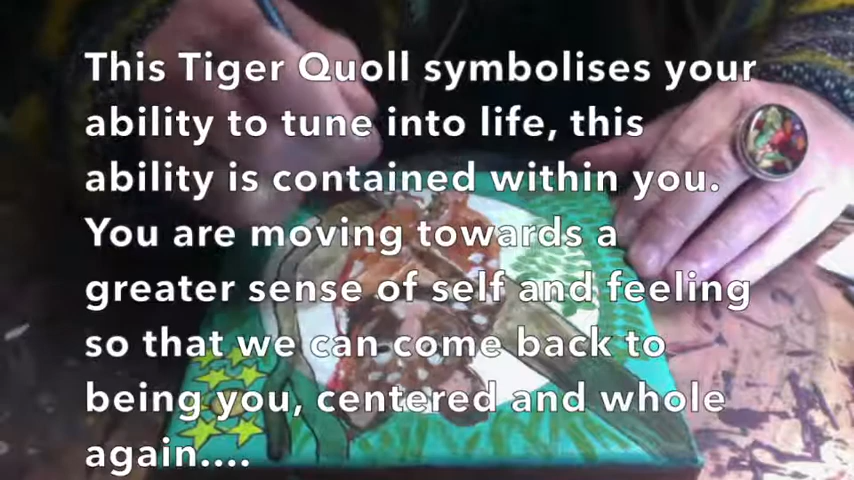 This Tiger Quoll symbolises your
ability to tune into life, this
ability is contained within you.
You are moving towards a
greater sense of self and feeling
so that we can come back to
being you, centered and whole
again....